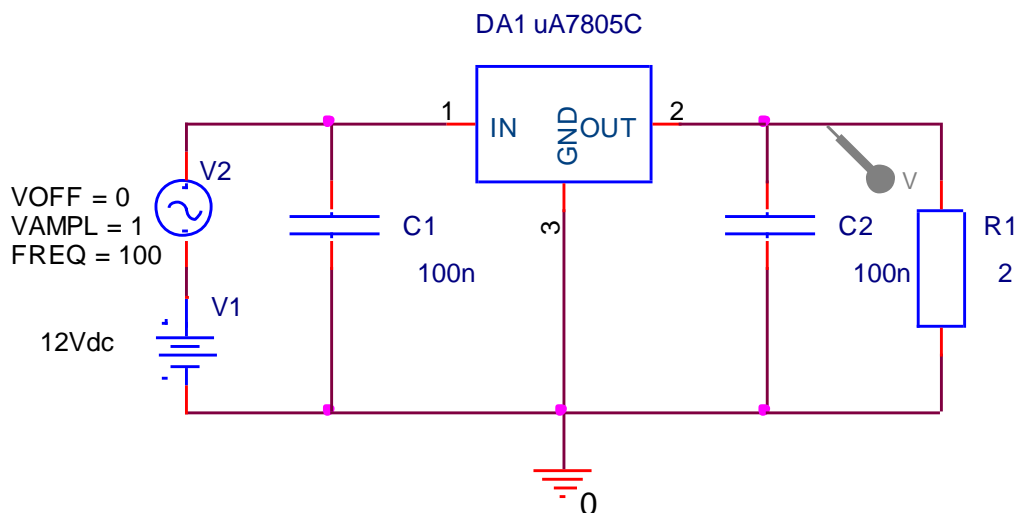 DA1 uA7805C
1
IN
GND
OUT
2
3
V2
VOFF = 0
VAMPL = 1
FREQ = 100
V1
12Vdc
C1
100n
C2
100n
V
R1
2
0